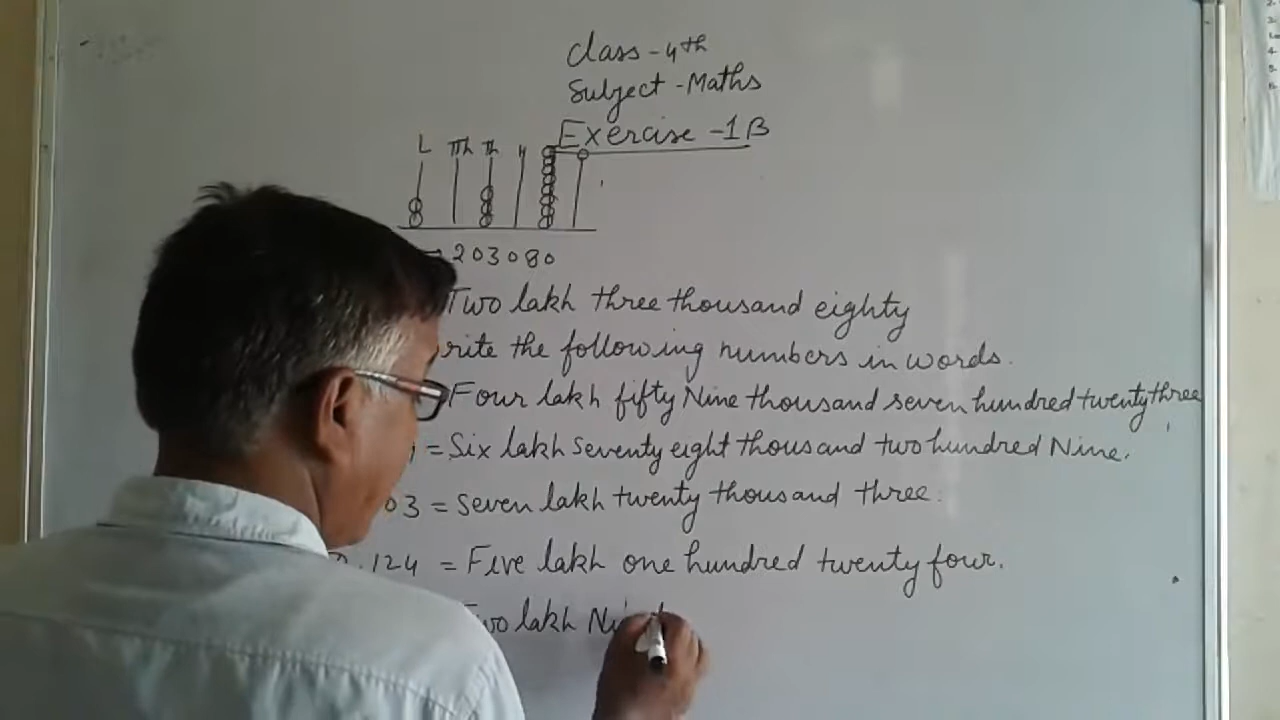 Class - 4th
Subject - Maths
Exercise - 1B
L TTh Th H
→ 203080
Two lakh three thousand eighty
rite the following numbers in words.
Four lakh fifty Nine thousand seven hundred twenty three
= Six lakh seventy eight thousand two hundred Nine.
03 = Seven lakh twenty thousand three.
124 = Five lakh one hundred twenty four.
Two lakh